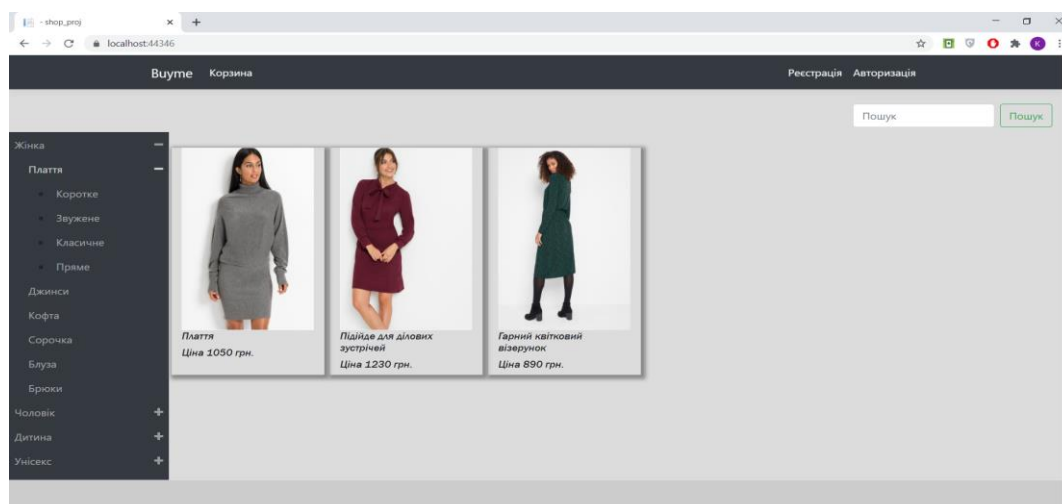 - shop_proj
localhost:44346
Buyme Корзина Реєстрація Авторизація
Пошук Пошук
Жінка
Плаття
Коротке
Звужене
Класичне
Пряме
Джинси
Кофта
Сорочка
Блуза
Брюки
Чоловік
Дитина
Унісекс
Плаття
Ціна 1050 грн.
Підійде для ділових
зустрічей
Ціна 1230 грн.
Гарний квітковий
візерунок
Ціна 890 грн.
K